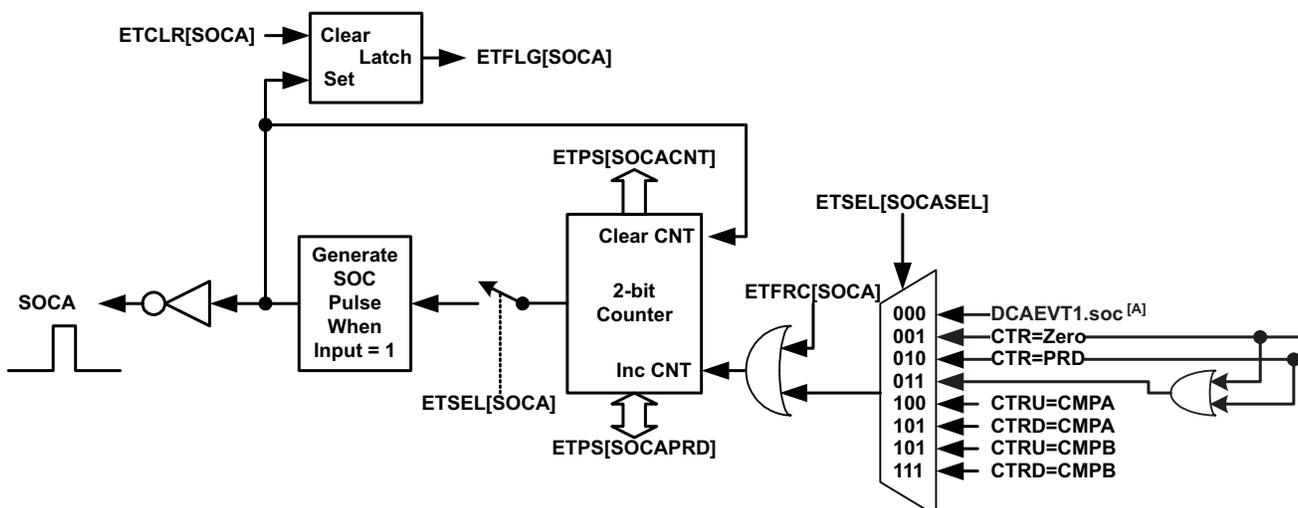 ETCLR[SOCA]
Clear
Latch
Set
ETFLG[SOCA]
ETPS[SOCACNT]
ETSEL[SOCASEL]
Clear CNT
2-bit
Counter
Inc CNT
Generate
SOC
Pulse
When
Input = 1
SOCA
ETSEL[SOCA]
ETPS[SOCAPRD]
ETFRC[SOCA]
000 DCAEVT1.soc [A]
001 CTR=Zero
010 CTR=PRD
011
100 CTRU=CMPA
101 CTRD=CMPA
101 CTRU=CMPB
111 CTRD=CMPB